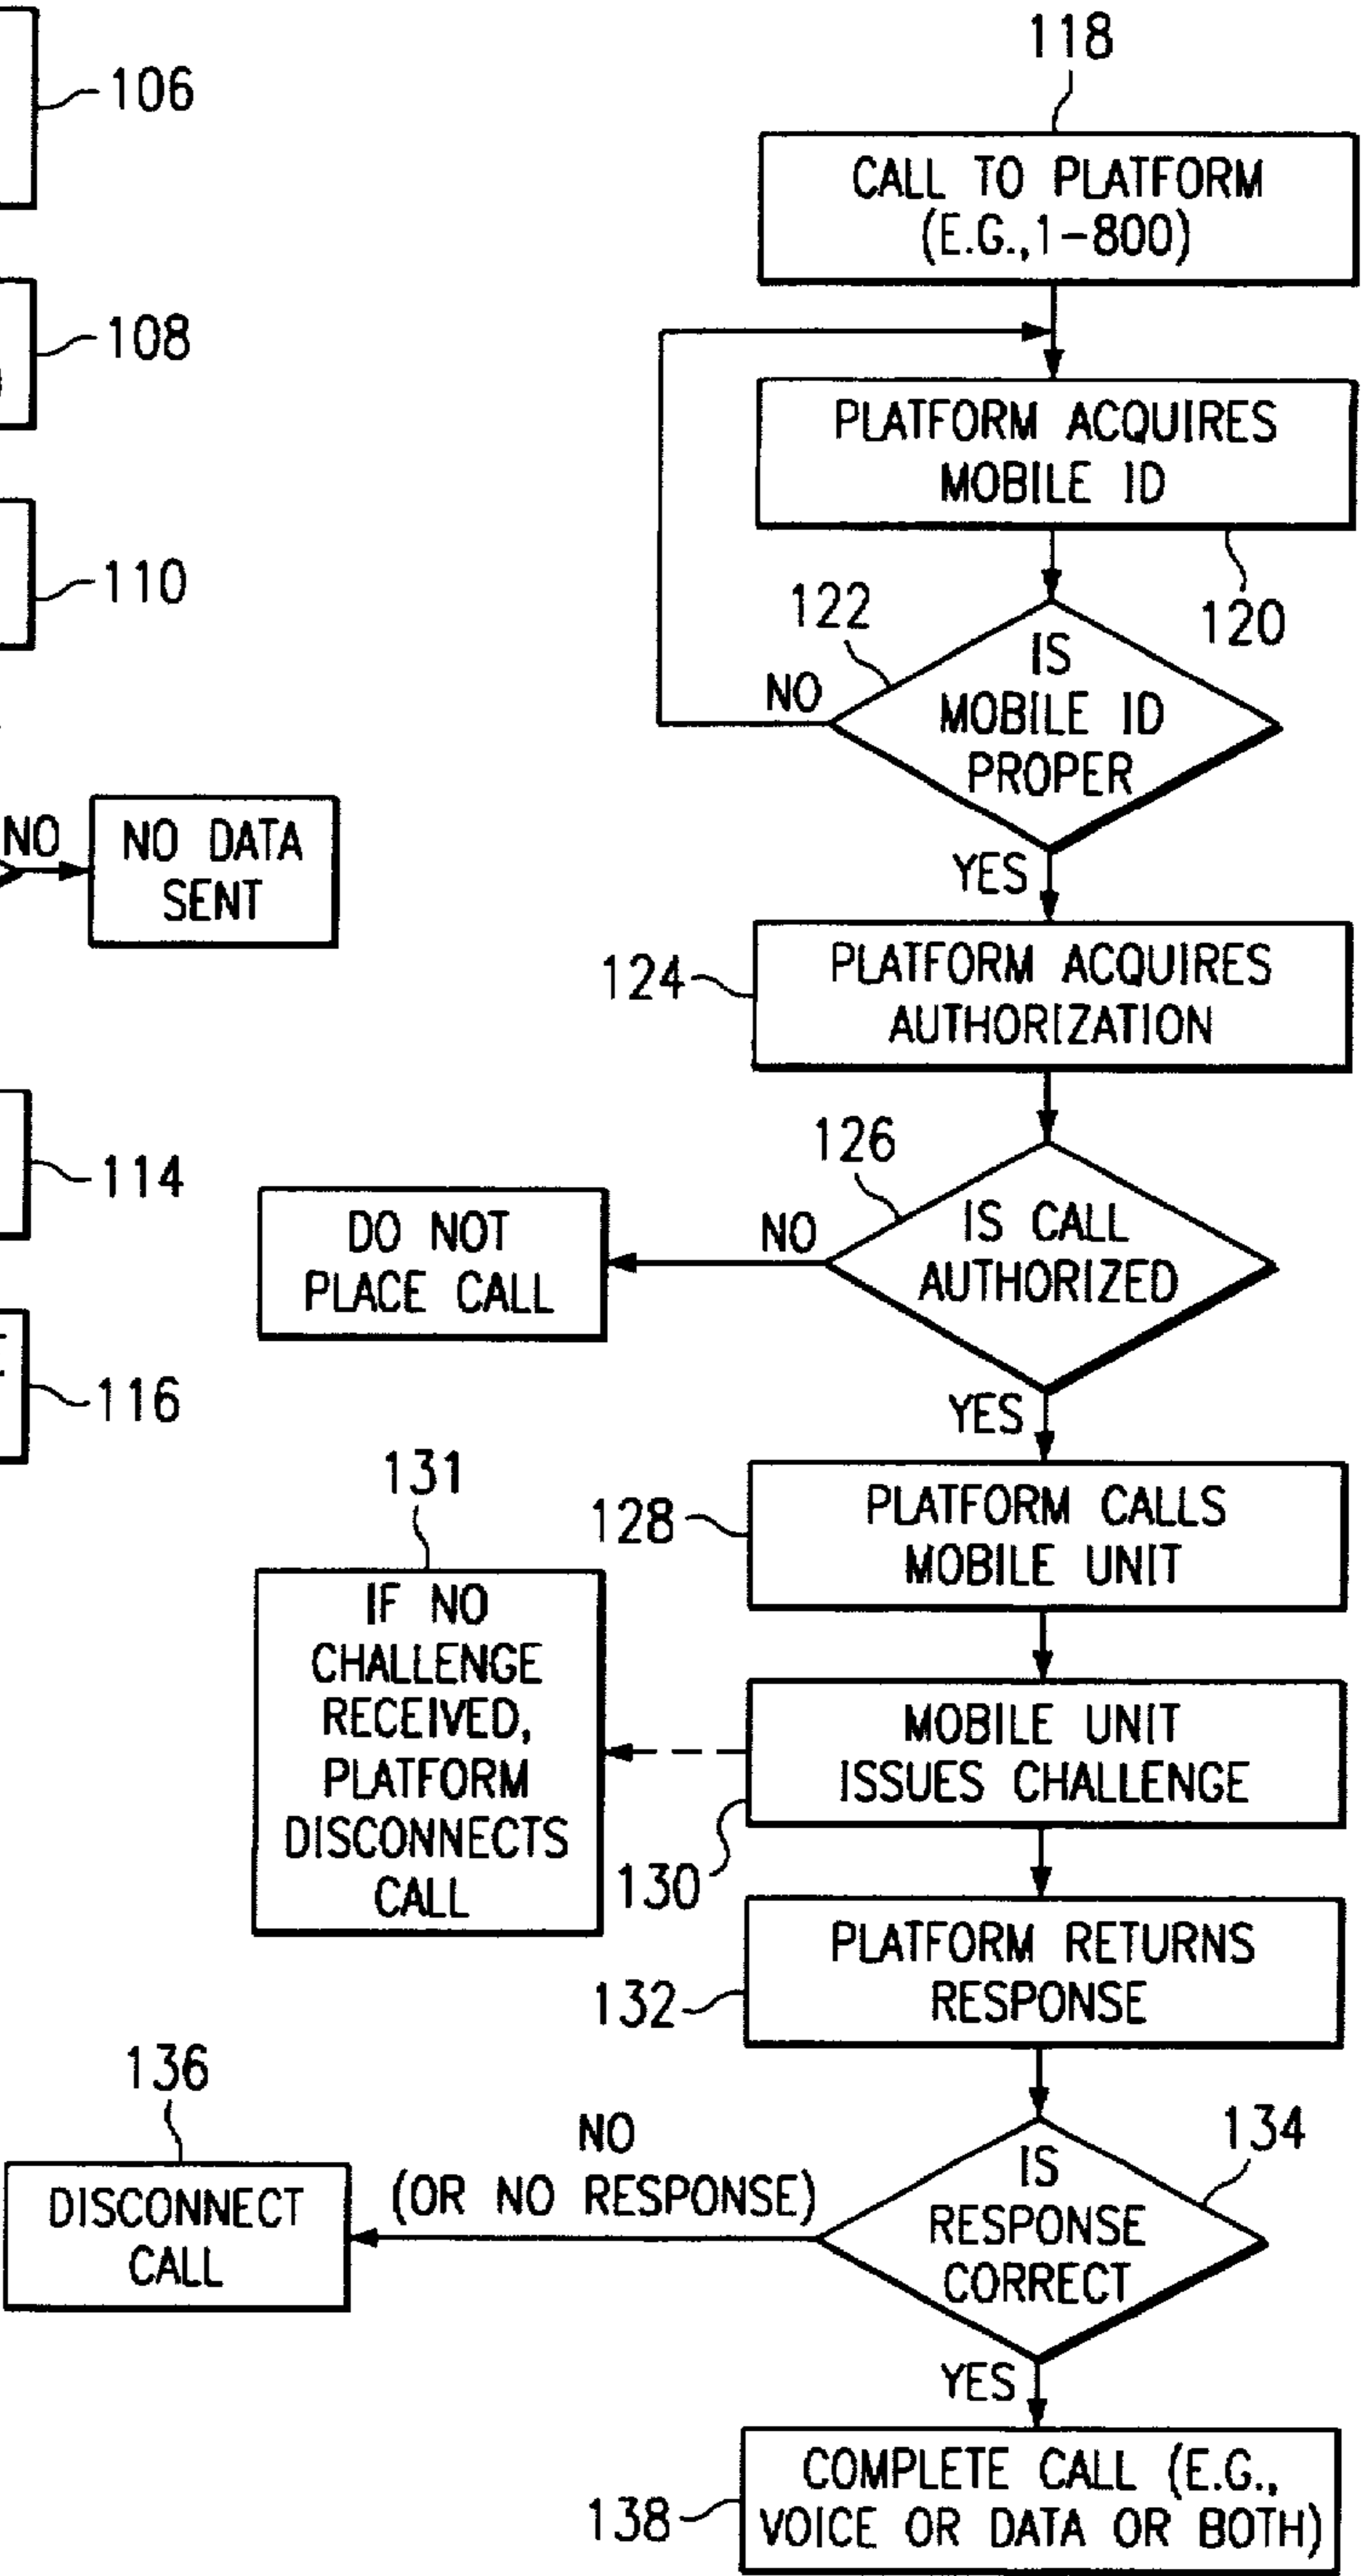 106
108
110
NO
NO DATA
SENT
114
116
118
CALL TO PLATFORM
(E.G.,1-800)
PLATFORM ACQUIRES
MOBILE ID
120
122
IS
MOBILE ID
PROPER
NO
YES
124
PLATFORM ACQUIRES
AUTHORIZATION
126
IS CALL
AUTHORIZED
NO
DO NOT
PLACE CALL
YES
128
PLATFORM CALLS
MOBILE UNIT
131
IF NO
CHALLENGE
RECEIVED,
PLATFORM
DISCONNECTS
CALL
MOBILE UNIT
ISSUES CHALLENGE
130
PLATFORM RETURNS
RESPONSE
132
134
IS
RESPONSE
CORRECT
NO
(OR NO RESPONSE)
136
DISCONNECT
CALL
YES
COMPLETE CALL (E.G.,
VOICE OR DATA OR BOTH)
138